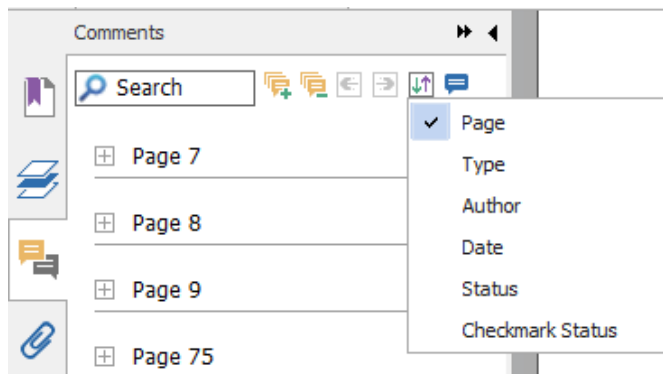 Comments
Search
Page 7
Page 8
Page 9
Page 75
Page
Type
Author
Date
Status
Checkmark Status